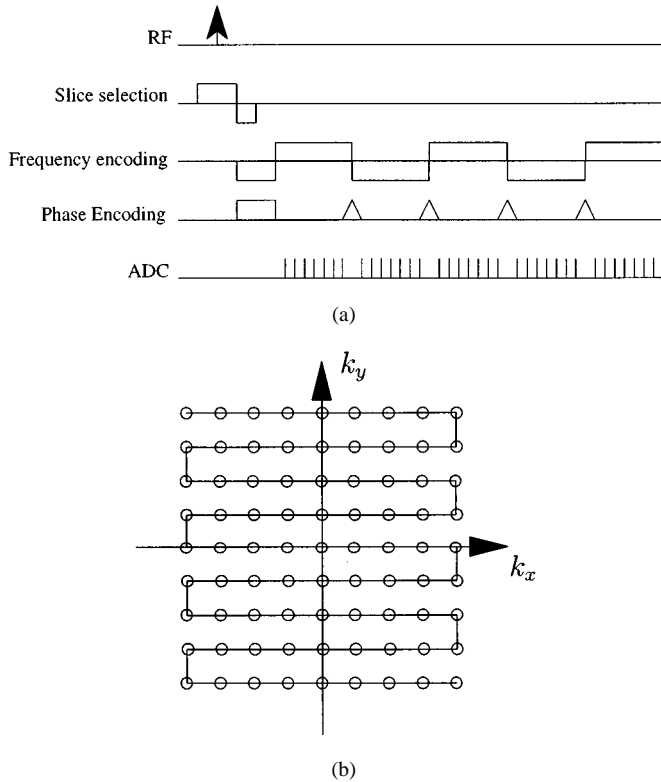 RF
Slice selection
Frequency encoding
Phase Encoding
ADC
(a)
k_y
k_x
(b)